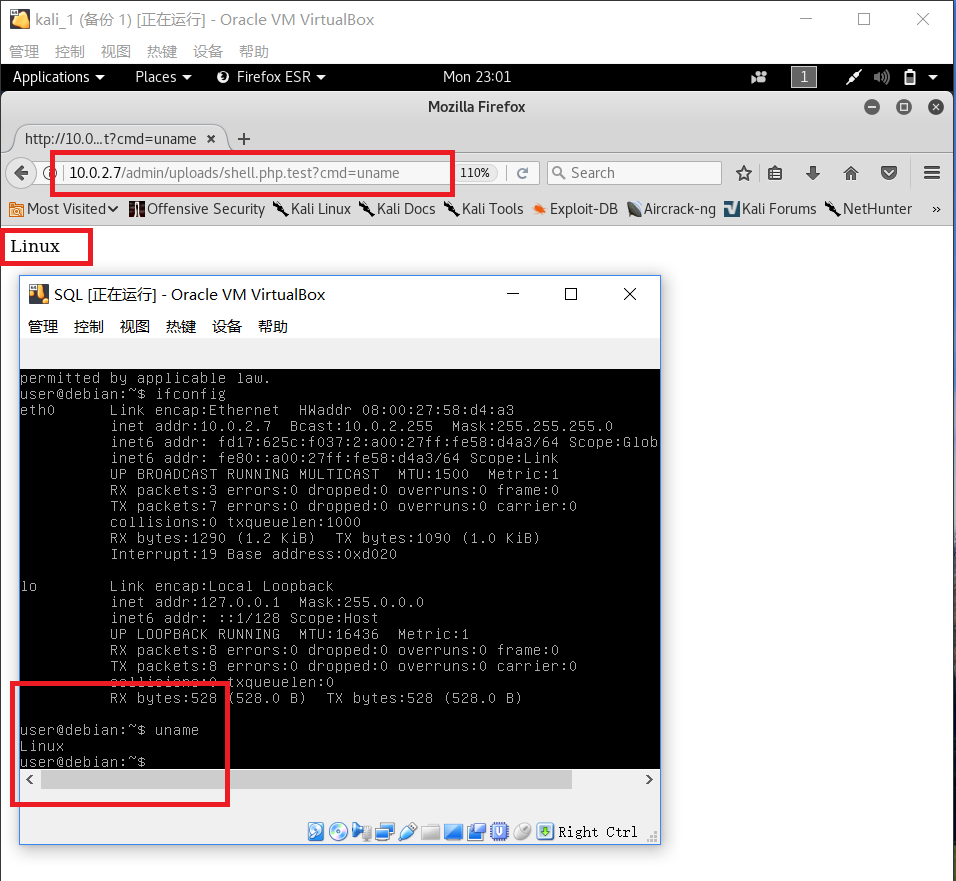 kali_1 (备份 1) [正在运行] - Oracle VM VirtualBox
管理 控制 视图 热键 设备 帮助
Applications Places Firefox ESR Mon 23:01 1
Mozilla Firefox
http://10.0...t?cmd=uname
10.0.2.7/admin/uploads/shell.php.test?cmd=uname 110% Search
Most Visited Offensive Security Kali Linux Kali Docs Kali Tools Exploit-DB Aircrack-ng Kali Forums NetHunter »
Linux
SQL [正在运行] - Oracle VM VirtualBox
管理 控制 视图 热键 设备 帮助
permitted by applicable law.
user@debian:~$ ifconfig
eth0 Link encap:Ethernet HWaddr 08:00:27:58:d4:a3
inet addr:10.0.2.7 Bcast:10.0.2.255 Mask:255.255.255.0
inet6 addr: fd17:625c:f037:2:a00:27ff:fe58:d4a3/64 Scope:Glob
inet6 addr: fe80::a00:27ff:fe58:d4a3/64 Scope:Link
UP BROADCAST RUNNING MULTICAST MTU:1500 Metric:1
RX packets:3 errors:0 dropped:0 overruns:0 frame:0
TX packets:7 errors:0 dropped:0 overruns:0 carrier:0
collisions:0 txqueuelen:1000
RX bytes:1290 (1.2 KiB) TX bytes:1090 (1.0 KiB)
Interrupt:19 Base address:0xd020
lo Link encap:Local Loopback
inet addr:127.0.0.1 Mask:255.0.0.0
inet6 addr: ::1/128 Scope:Host
UP LOOPBACK RUNNING MTU:16436 Metric:1
RX packets:8 errors:0 dropped:0 overruns:0 frame:0
TX packets:8 errors:0 dropped:0 overruns:0 carrier:0
collisions:0 txqueuelen:0
RX bytes:528 (528.0 B) TX bytes:528 (528.0 B)
user@debian:~$ uname
Linux
user@debian:~$
Right Ctrl